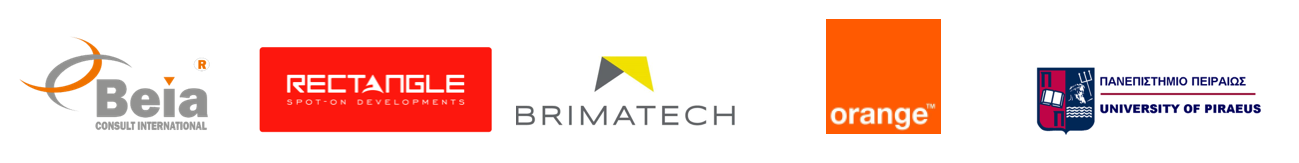 Beia ®
CONSULT INTERNATIONAL
RECTANGLE
SPOT-ON DEVELOPMENTS
BRIMATECH
orange™
ΠΑΝΕΠΙΣΤΗΜΙΟ ΠΕΙΡΑΙΩΣ
UNIVERSITY OF PIRAEUS